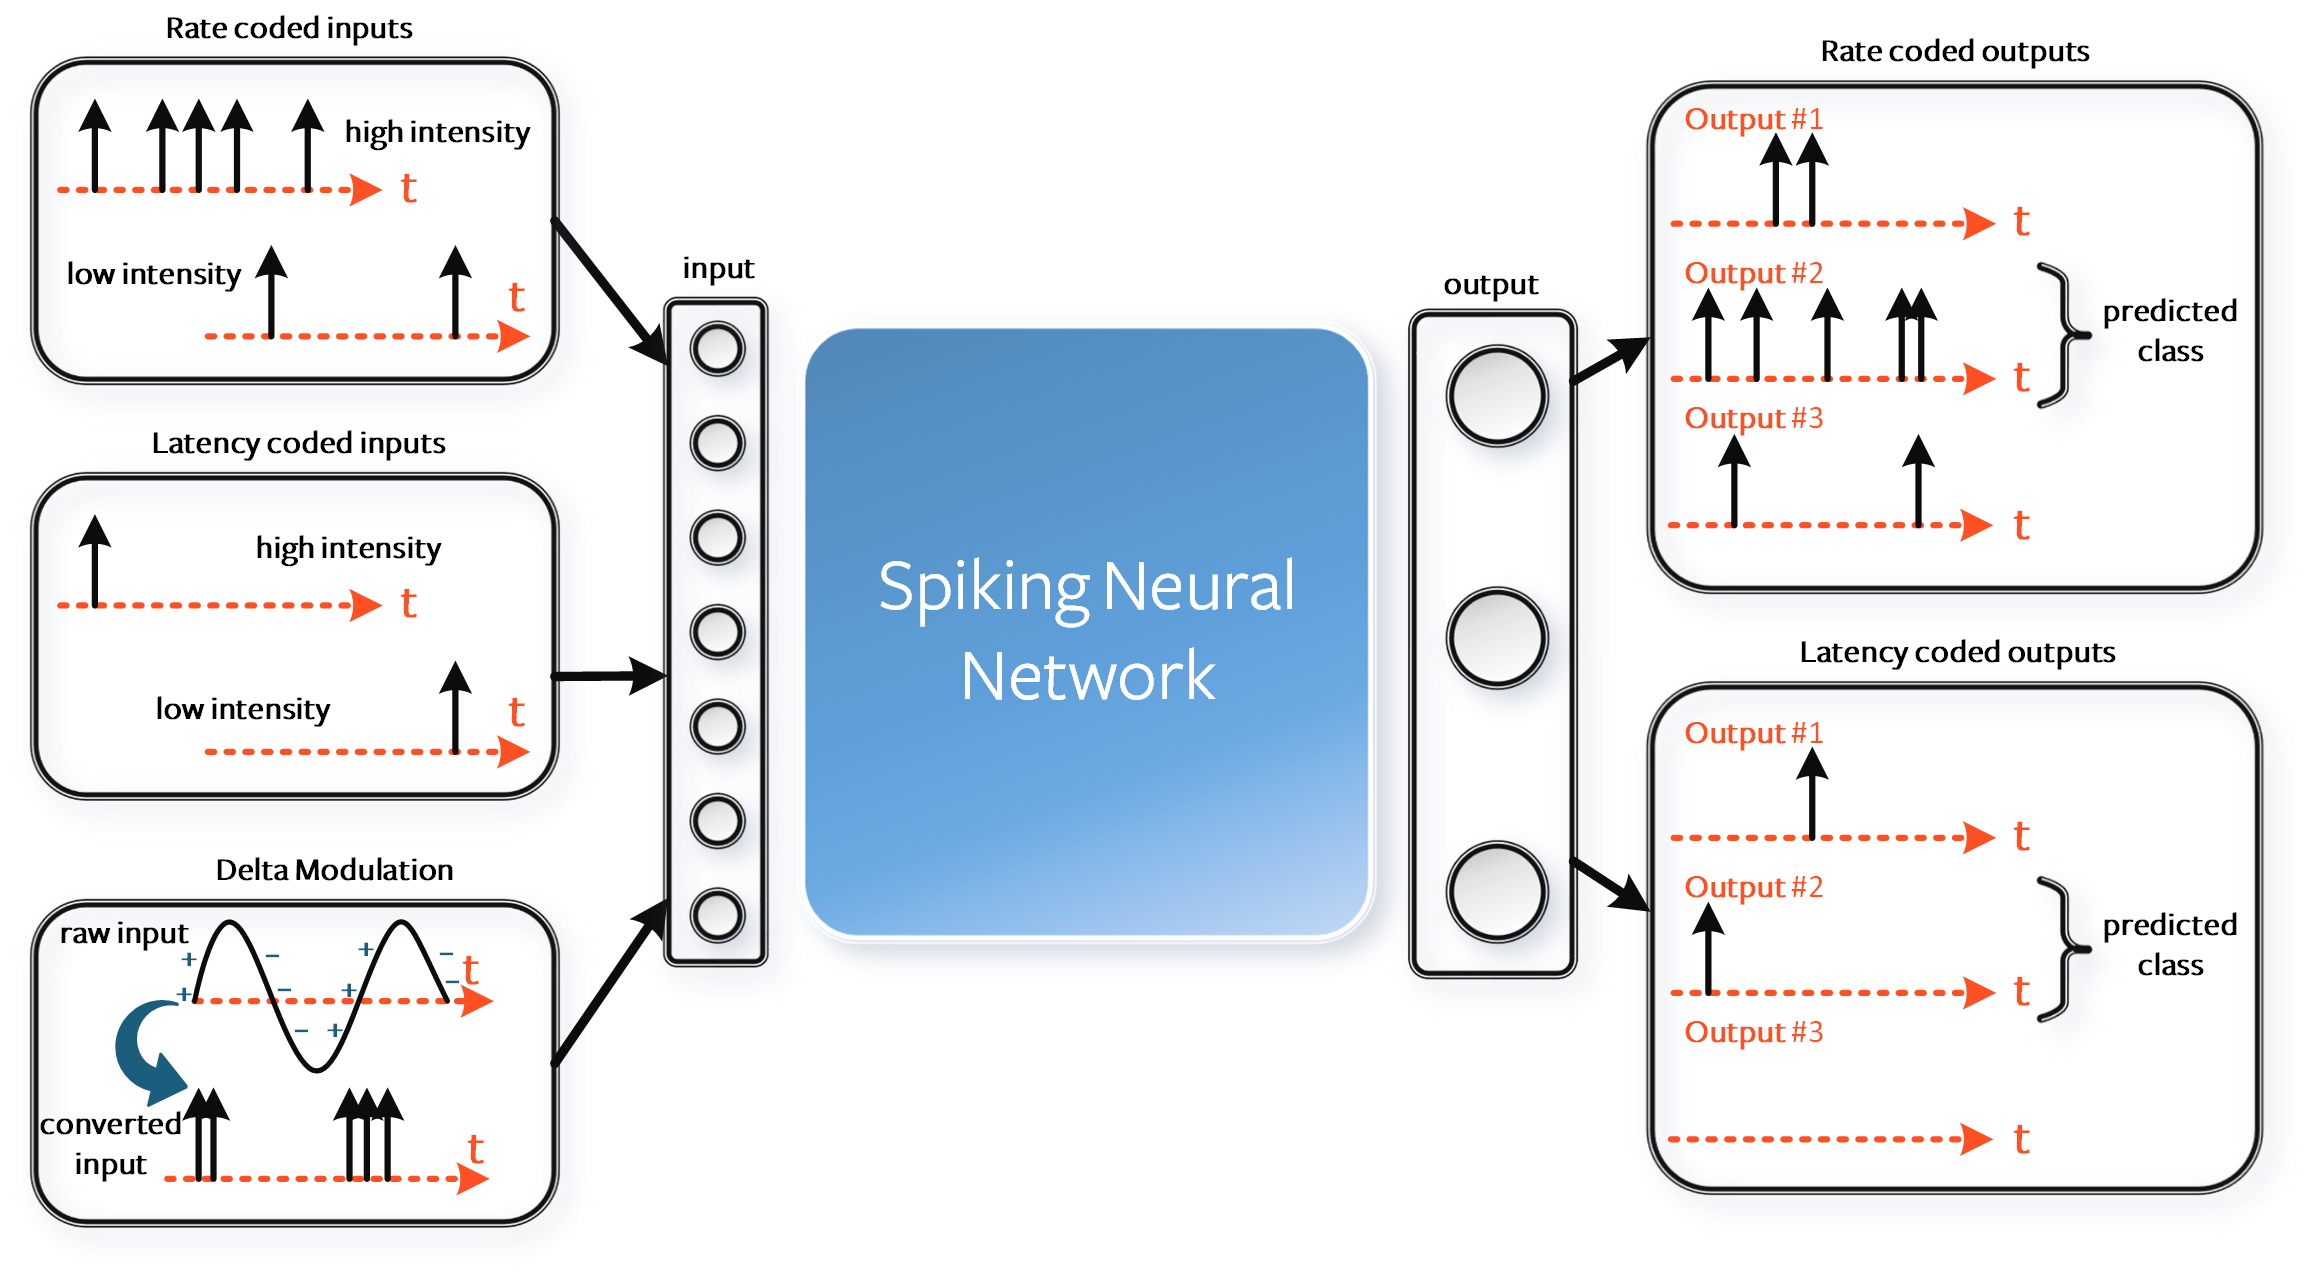 Rate coded inputs
high intensity
t
low intensity
t
Latency coded inputs
high intensity
t
low intensity
t
Delta Modulation
raw input
+
+
−
−
−
+
+
+
−
−
t
converted
input
t
input
Spiking Neural
Network
output
Rate coded outputs
Output #1
t
Output #2
t
predicted
class
Output #3
t
Latency coded outputs
Output #1
t
Output #2
t
predicted
class
Output #3
t